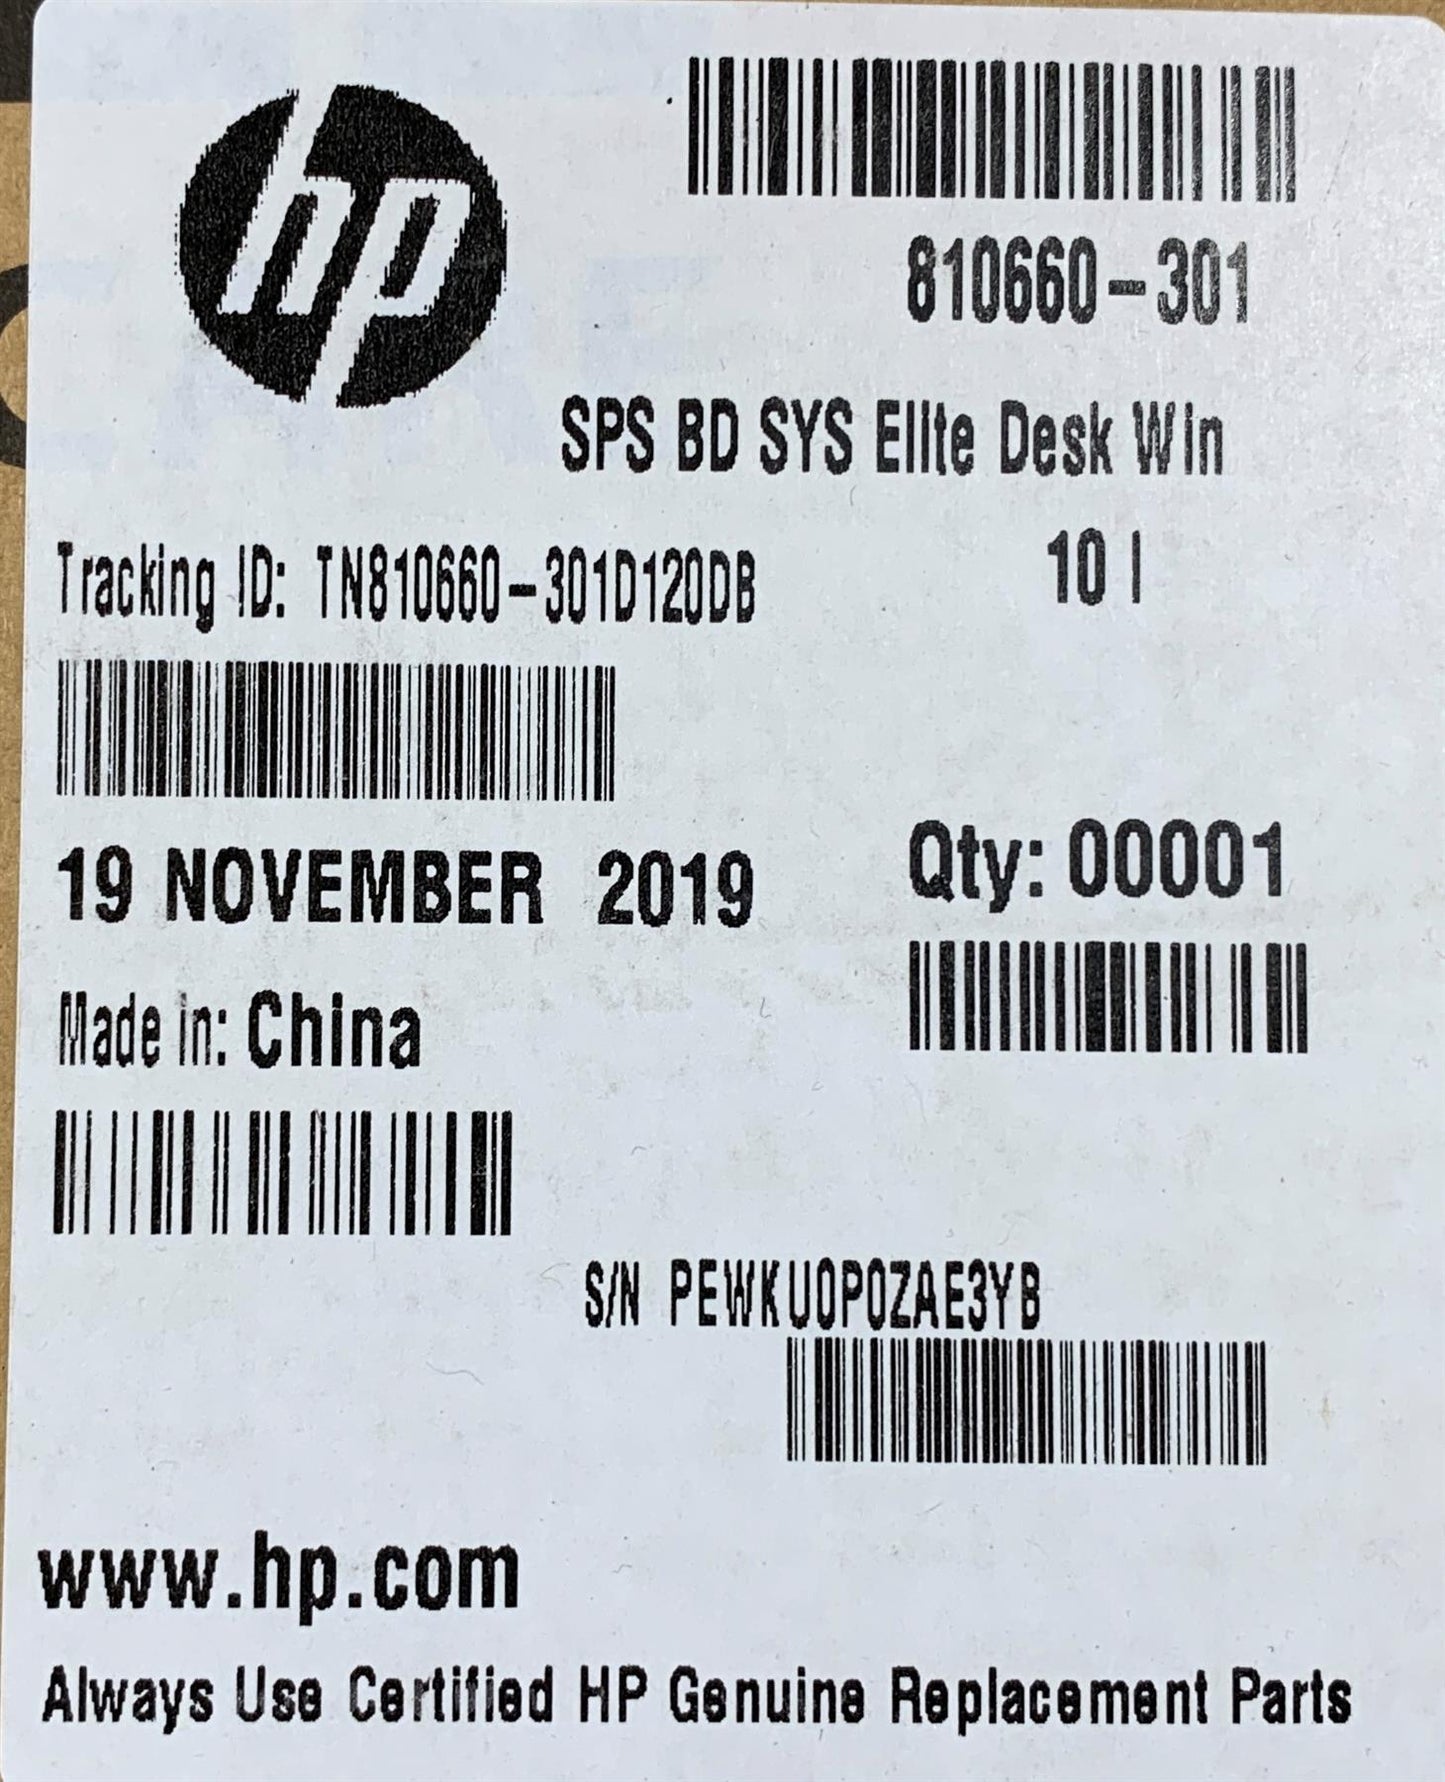 hp
810660-301
SPS BD SYS Elite Desk Win
10 I
Tracking ID: TN810660-301D120DB
19 NOVEMBER 2019
Qty: 00001
Made in: China
S/N PEWKU0P0ZAE3YB
www.hp.com
Always Use Certified HP Genuine Replacement Parts